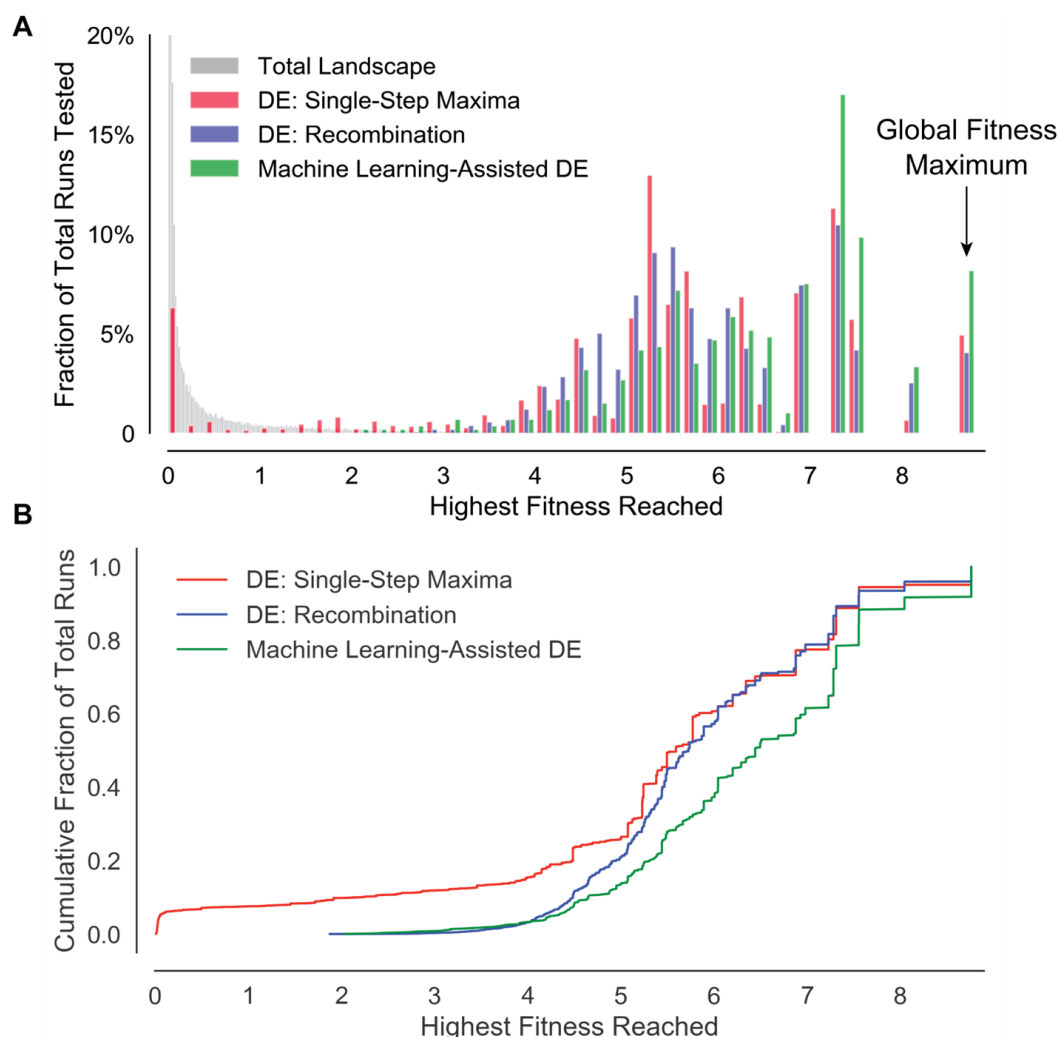 A
20%
15%
10%
5%
0
Fraction of Total Runs Tested
Total Landscape
DE: Single-Step Maxima
DE: Recombination
Machine Learning-Assisted DE
Global Fitness
Maximum
0 1 2 3 4 5 6 7 8
Highest Fitness Reached
B
1.0
0.8
0.6
0.4
0.2
0.0
Cumulative Fraction of Total Runs
DE: Single-Step Maxima
DE: Recombination
Machine Learning-Assisted DE
0 1 2 3 4 5 6 7 8
Highest Fitness Reached